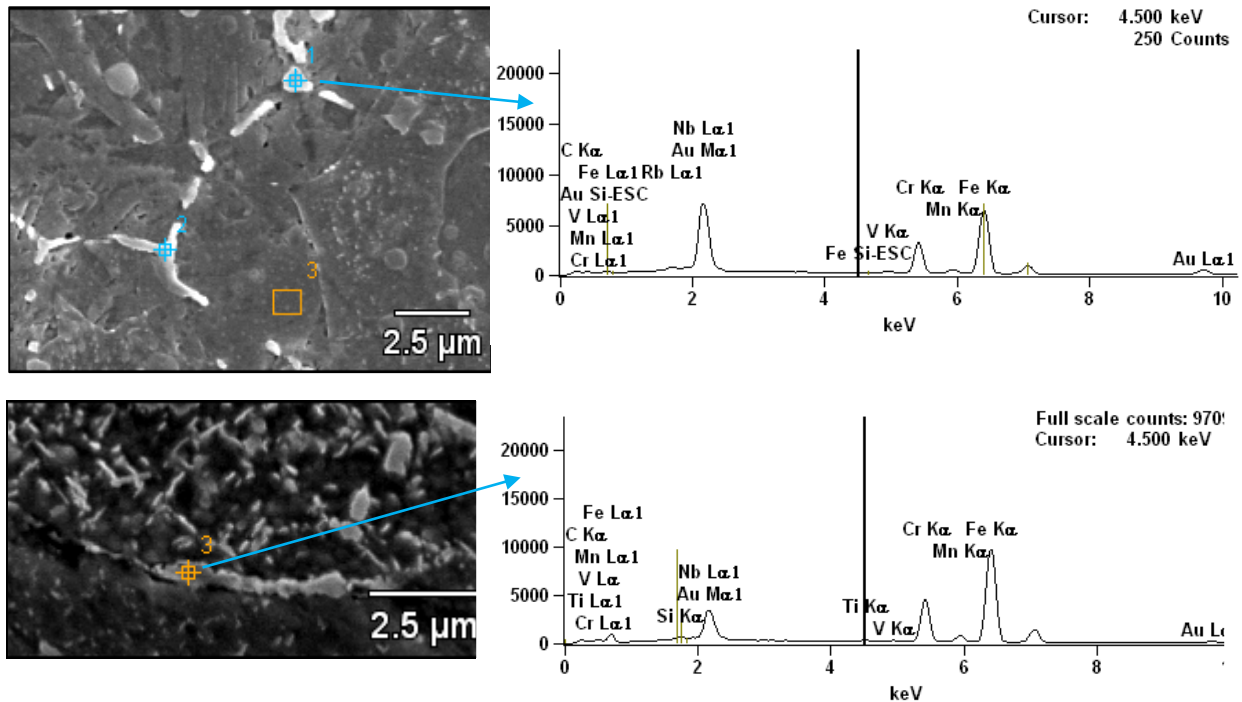 1
2
3
2.5 µm
Cursor: 4.500 keV
250 Counts
20000
15000
10000
5000
0
Nb Lα1
C Kα Au Mα1
Fe Lα1 Rb Lα1
Au Si-ESC
V Lα1
Mn Lα1
Cr Lα1
Cr Kα Fe Kα
Mn Kα
V Kα
Fe Si-ESC
Au Lα1
0 2 4 6 8 10
keV
3
2.5 µm
Full scale counts: 970
Cursor: 4.500 keV
20000
15000
10000
5000
0
Fe Lα1
C Kα
Mn Lα1
V Lα
Ti Lα1
Cr Lα1
Nb Lα1
Au Mα1
Si Kα
Cr Kα Fe Kα
Mn Kα
Ti Kα
V Kα
Au Lα
0 2 4 6 8
keV